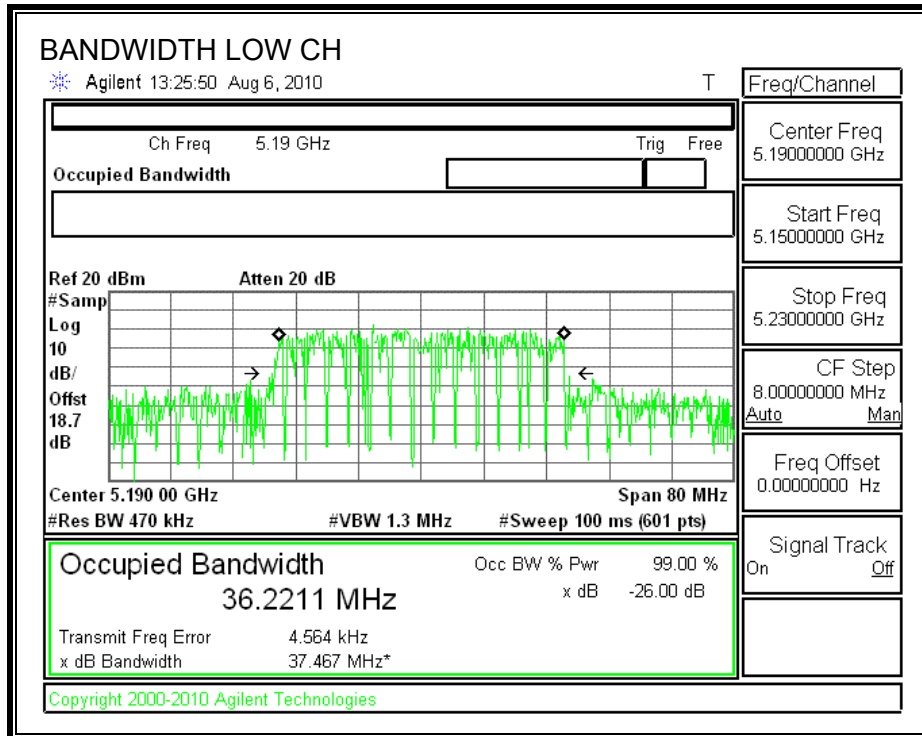 BANDWIDTH LOW CH
Agilent 13:25:50 Aug 6, 2010 T
Ch Freq 5.19 GHz Trig Free
Occupied Bandwidth
Ref 20 dBm Atten 20 dB
#Samp
Log
10
dB/
Offst
18.7
dB
Center 5.190 00 GHz Span 80 MHz
#Res BW 470 kHz #VBW 1.3 MHz #Sweep 100 ms (601 pts)
Occupied Bandwidth Occ BW % Pwr 99.00 %
36.2211 MHz x dB -26.00 dB
Transmit Freq Error 4.564 kHz
x dB Bandwidth 37.467 MHz*
Copyright 2000-2010 Agilent Technologies
Freq/Channel
Center Freq
5.19000000 GHz
Start Freq
5.15000000 GHz
Stop Freq
5.23000000 GHz
CF Step
8.00000000 MHz
Auto Man
Freq Offset
0.00000000 Hz
Signal Track
On Off